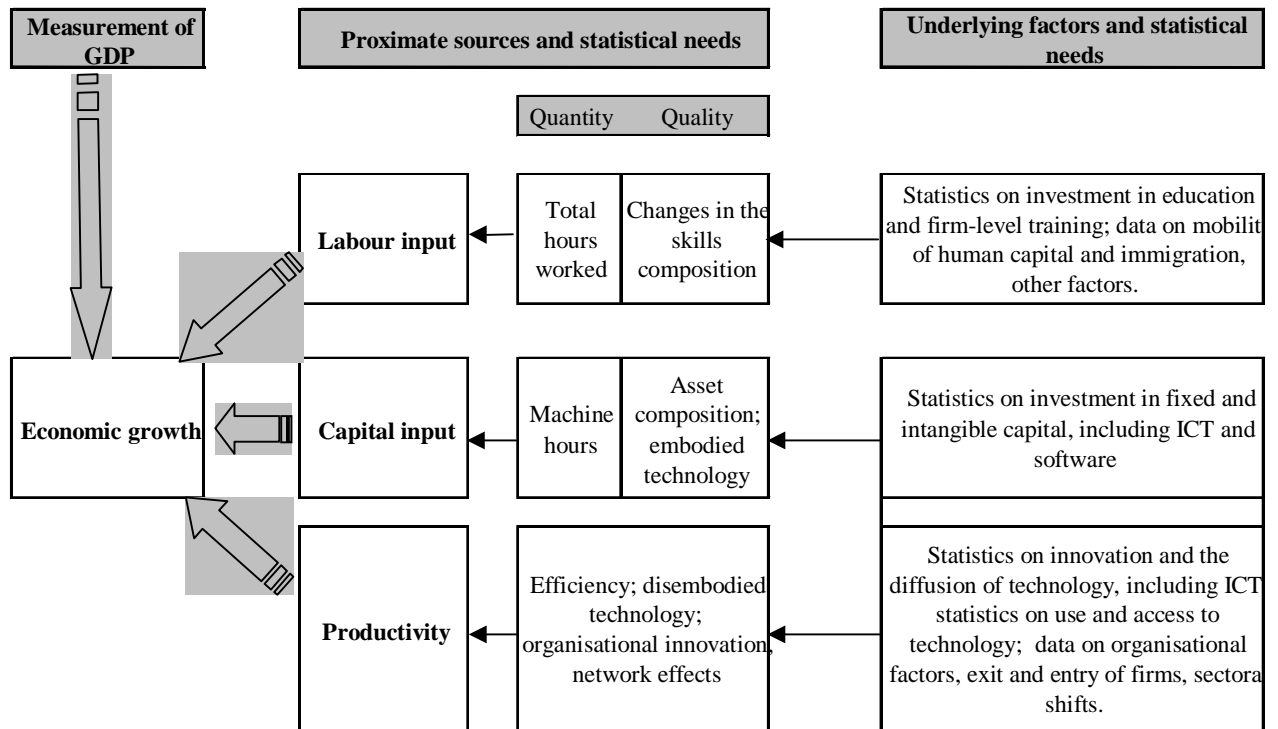 Measurement of
GDP
Proximate sources and statistical needs
Underlying factors and statistical
needs
Quantity Quality
Labour input
Total
hours
worked
Changes in the
skills
composition
Statistics on investment in education
and firm-level training; data on mobilit
of human capital and immigration,
other factors.
Economic growth
Capital input
Machine
hours
Asset
composition;
embodied
technology
Statistics on investment in fixed and
intangible capital, including ICT and
software
Productivity
Efficiency; disembodied
technology;
organisational innovation,
network effects
Statistics on innovation and the
diffusion of technology, including ICT
statistics on use and access to
technology; data on organisational
factors, exit and entry of firms, sectora
shifts.